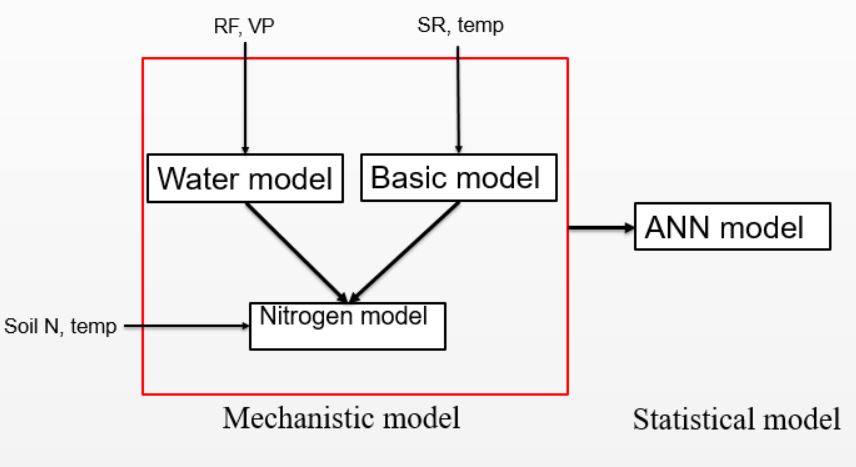 RF, VP
SR, temp
Water model
Basic model
ANN model
Nitrogen model
Soil N, temp
Mechanistic model
Statistical model